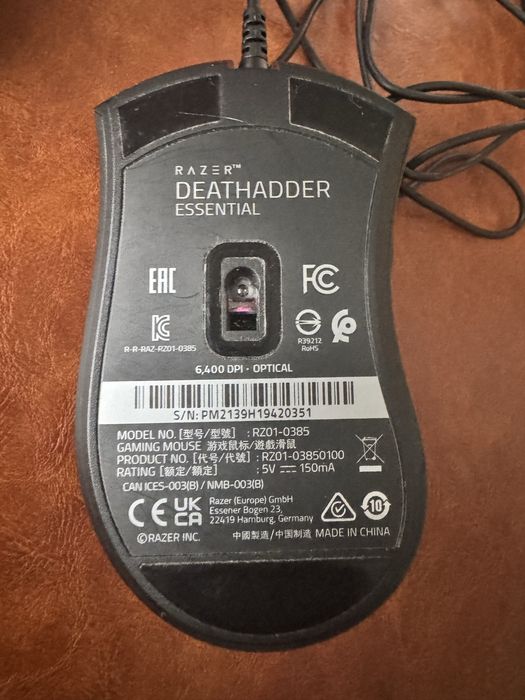 RAZER™
DEATHADDER
ESSENTIAL
EAC
FC
R-R-RAZ-RZ01-0385
R39212
RoHS
6,400 DPI - OPTICAL
S/N: PM2139H19420351
MODEL NO. [型号/型號] : RZ01-0385
GAMING MOUSE 游戏鼠标/遊戲滑鼠
PRODUCT NO. [代号/代號] : RZ01-03850100
RATING [额定/額定] : 5V ⎓ 150mA
CAN ICES-003(B) / NMB-003(B)
CE UK CA
Razer (Europe) GmbH
Essener Bogen 23,
22419 Hamburg, Germany
10
©RAZER INC.
中國製造/中国制造 MADE IN CHINA